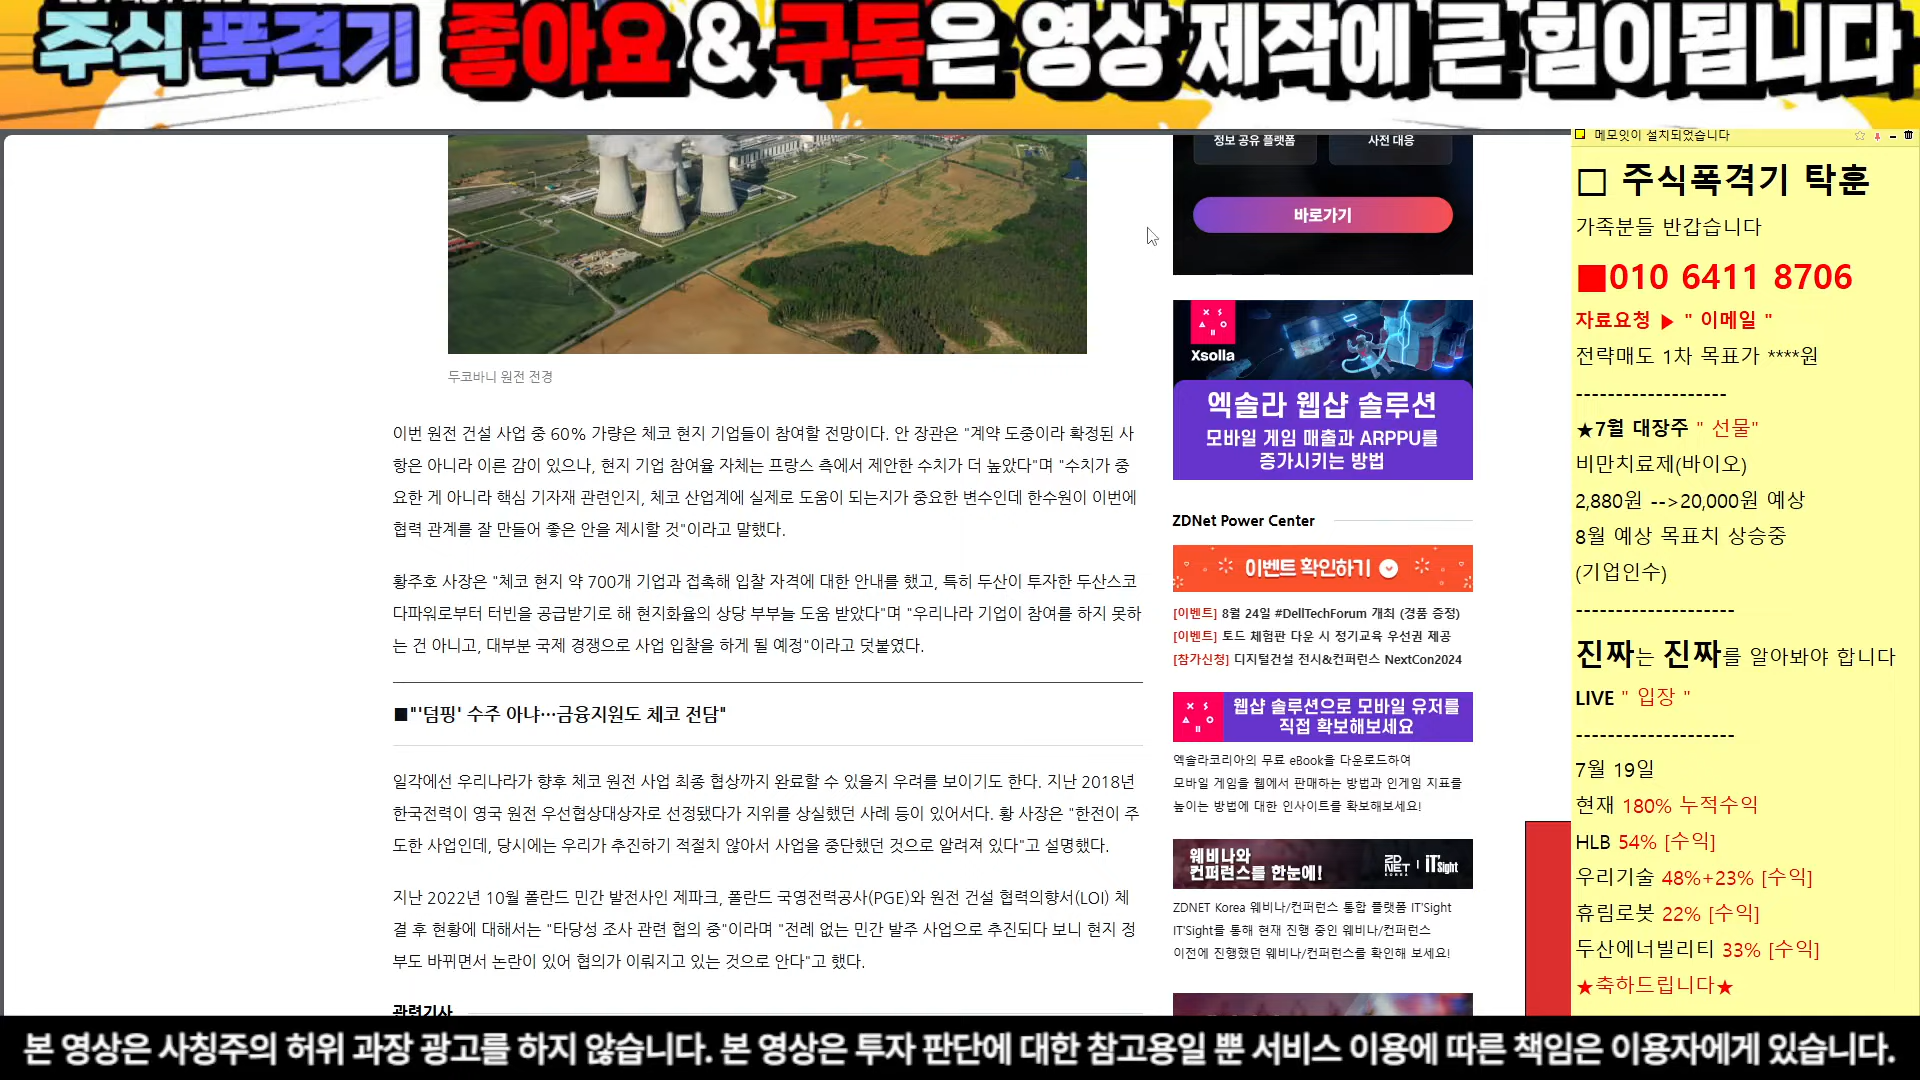 주식 폭격기 좋아요 & 구독은 영상 제작에 큰 힘이됩니다
두코바니 원전 전경
이번 원전 건설 사업 중 60% 가량은 체코 현지 기업들이 참여할 전망이다. 안 장관은 "계약 도중이라 확정된 사
항은 아니라 이른 감이 있으나, 현지 기업 참여율 자체는 프랑스 측에서 제안한 수치가 더 높았다"며 "수치가 중
요한 게 아니라 핵심 기자재 관련인지, 체코 산업계에 실제로 도움이 되는지가 중요한 변수인데 한수원이 이번에
협력 관계를 잘 만들어 좋은 안을 제시할 것"이라고 말했다.
황주호 사장은 "체코 현지 약 700개 기업과 접촉해 입찰 자격에 대한 안내를 했고, 특히 두산이 투자한 두산스코
다파워로부터 터빈을 공급받기로 해 현지화율의 상당 부부늘 도움 받았다"며 "우리나라 기업이 참여를 하지 못하
는 건 아니고, 대부분 국제 경쟁으로 사업 입찰을 하게 될 예정"이라고 덧붙였다.
■"'덤핑' 수주 아냐…금융지원도 체코 전담"
일각에선 우리나라가 향후 체코 원전 사업 최종 협상까지 완료할 수 있을지 우려를 보이기도 한다. 지난 2018년
한국전력이 영국 원전 우선협상대상자로 선정됐다가 지위를 상실했던 사례 등이 있어서다. 황 사장은 "한전이 주
도한 사업인데, 당시에는 우리가 추진하기 적절치 않아서 사업을 중단했던 것으로 알려져 있다"고 설명했다.
지난 2022년 10월 폴란드 민간 발전사인 제파크, 폴란드 국영전력공사(PGE)와 원전 건설 협력의향서(LOI) 체
결 후 현황에 대해서는 "타당성 조사 관련 협의 중"이라며 "전례 없는 민간 발주 사업으로 추진되다 보니 현지 정
부도 바뀌면서 논란이 있어 협의가 이뤄지고 있는 것으로 안다"고 했다.
관련기사
정보 공유 플랫폼
사전 대응
바로가기
Xsolla
엑솔라 웹샵 솔루션
모바일 게임 매출과 ARPPU를
증가시키는 방법
ZDNet Power Center
이벤트 확인하기
[이벤트] 8월 24일 #DellTechForum 개최 (경품 증정)
[이벤트] 토드 체험판 다운 시 정기교육 우선권 제공
[참가신청] 디지털건설 전시&컨퍼런스 NextCon2024
웹샵 솔루션으로 모바일 유저를
직접 확보해보세요
엑솔라코리아의 무료 eBook을 다운로드하여
모바일 게임을 웹에서 판매하는 방법과 인게임 지표를
높이는 방법에 대한 인사이트를 확보해보세요!
웨비나와
컨퍼런스를 한눈에!
ZDNET KOREA | iT'Sight
ZDNET Korea 웨비나/컨퍼런스 통합 플랫폼 IT'Sight
IT'Sight를 통해 현재 진행 중인 웨비나/컨퍼런스
이전에 진행했던 웨비나/컨퍼런스를 확인해 보세요!
메모잇이 설치되었습니다
□ 주식폭격기 탁훈
가족분들 반갑습니다
■010 6411 8706
자료요청 ▶ " 이메일 "
전략매도 1차 목표가 ****원
-------------------
★7월 대장주 " 선물"
비만치료제(바이오)
2,880원 -->20,000원 예상
8월 예상 목표치 상승중
(기업인수)
--------------------
진짜는 진짜를 알아봐야 합니다
LIVE " 입장 "
--------------------
7월 19일
현재 180% 누적수익
HLB 54% [수익]
우리기술 48%+23% [수익]
휴림로봇 22% [수익]
두산에너빌리티 33% [수익]
★축하드립니다★
본 영상은 사칭주의 허위 과장 광고를 하지 않습니다. 본 영상은 투자 판단에 대한 참고용일 뿐 서비스 이용에 따른 책임은 이용자에게 있습니다.